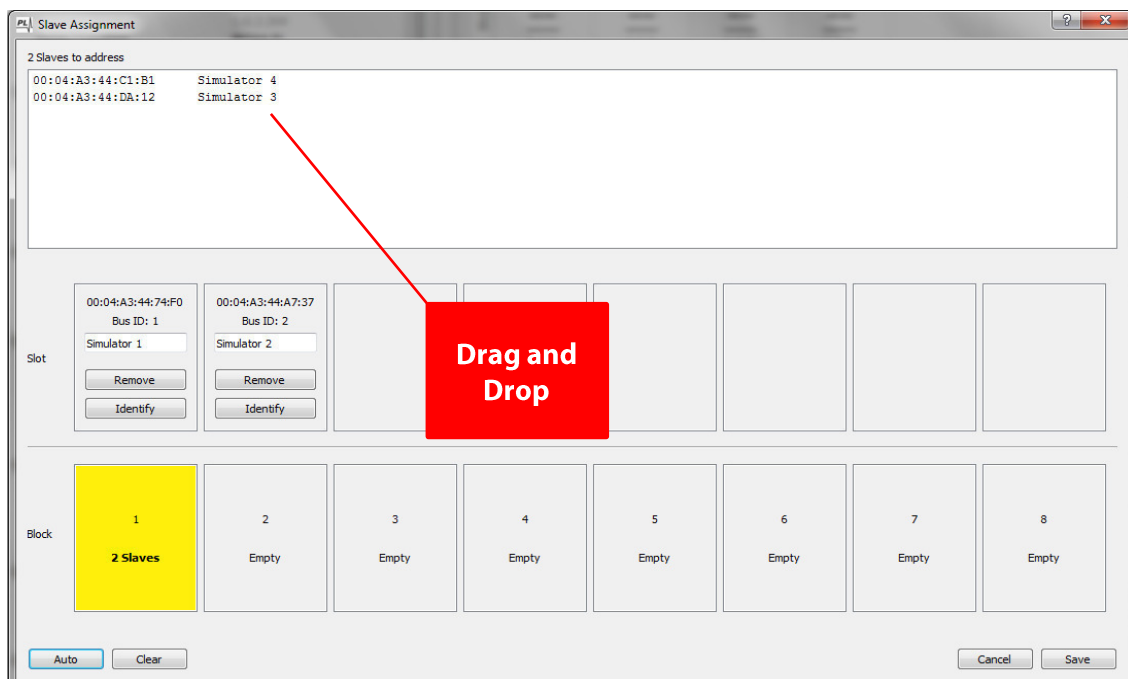 PL Slave Assignment
2 Slaves to address
00:04:A3:44:C1:B1 Simulator 4
00:04:A3:44:DA:12 Simulator 3
Drag and
Drop
Slot
00:04:A3:44:74:F0
Bus ID: 1
Simulator 1
Remove
Identify
00:04:A3:44:A7:37
Bus ID: 2
Simulator 2
Remove
Identify
Block
1
2 Slaves
2
Empty
3
Empty
4
Empty
5
Empty
6
Empty
7
Empty
8
Empty
Auto Clear Cancel Save